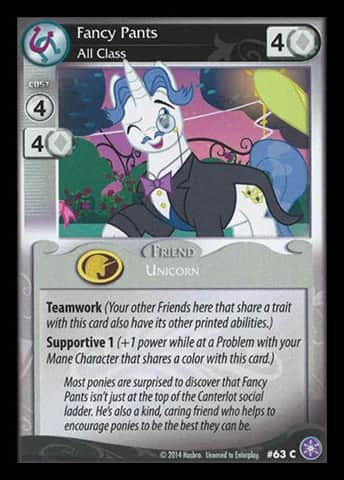 Fancy Pants
All Class
4
COST
4
4
FRIEND
UNICORN
Teamwork (Your other Friends here that share a trait
with this card also have its other printed abilities.)
Supportive 1 (+1 power while at a Problem with your
Mane Character that shares a color with this card.)
Most ponies are surprised to discover that Fancy
Pants isn't just at the top of the Canterlot social
ladder. He's also a kind, caring friend who helps to
encourage ponies to be the best they can be.
© 2014 Hasbro. Licensed to Enterplay. #63 C